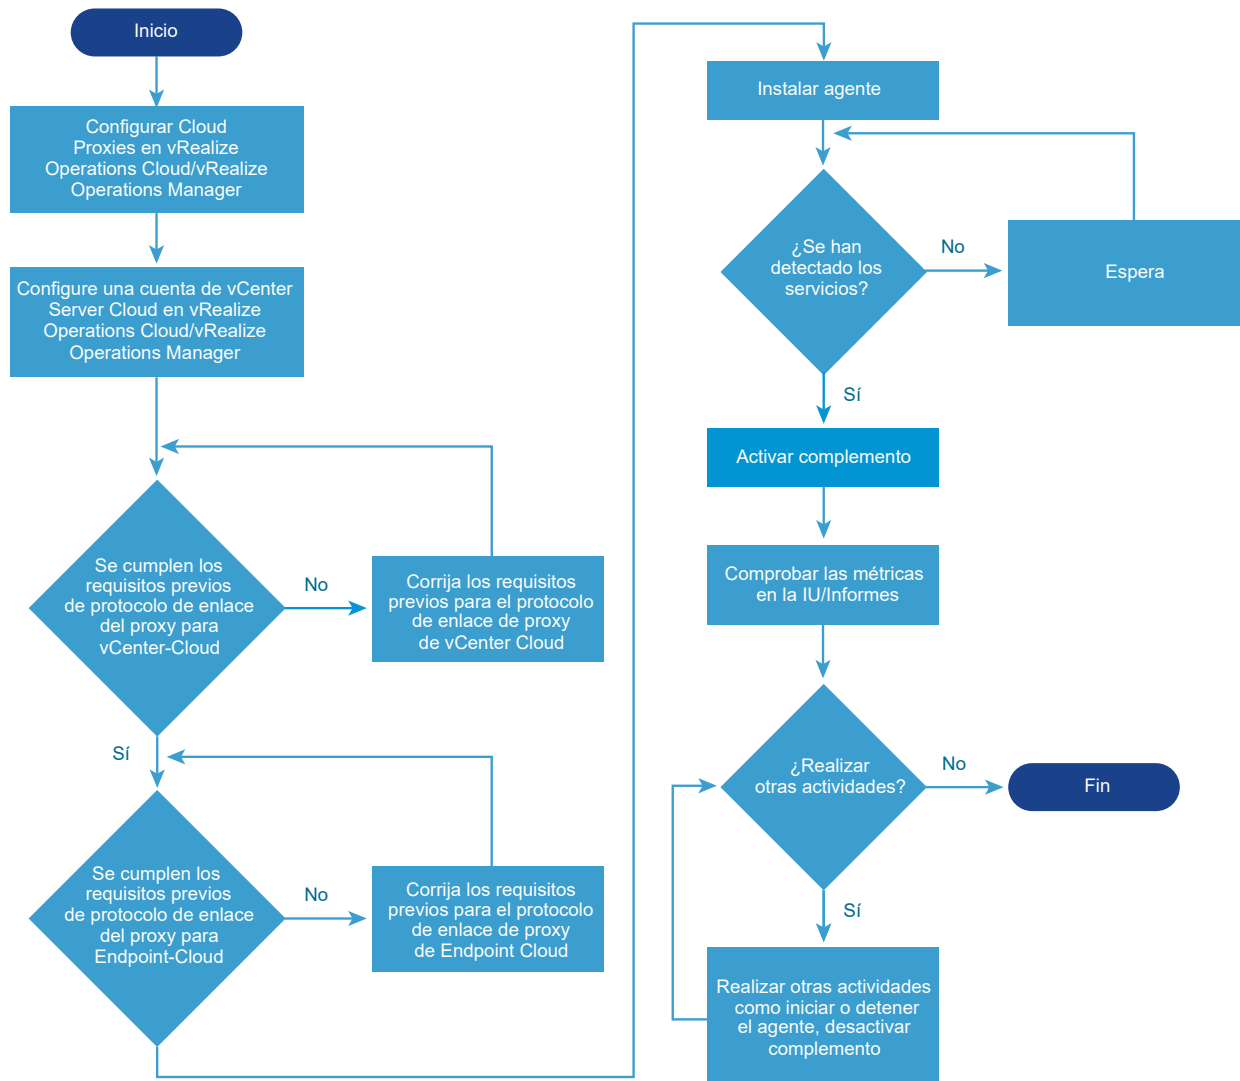 Inicio
Configurar Cloud
Proxies en vRealize
Operations Cloud/vRealize
Operations Manager
Configure una cuenta de vCenter
Server Cloud en vRealize
Operations Cloud/vRealize
Operations Manager
Se cumplen los
requisitos previos
de protocolo de enlace
del proxy para
vCenter-Cloud
No
Corrija los requisitos
previos para el protocolo
de enlace de proxy
de vCenter Cloud
Sí
Se cumplen los
requisitos previos
de protocolo de enlace
del proxy para
Endpoint-Cloud
No
Corrija los requisitos
previos para el protocolo
de enlace de proxy
de Endpoint Cloud
Instalar agente
¿Se han
detectado los
servicios?
No
Espera
Sí
Activar complemento
Comprobar las métricas
en la IU/Informes
¿Realizar
otras actividades?
No
Fin
Sí
Realizar otras actividades
como iniciar o detener
el agente, desactivar
complemento